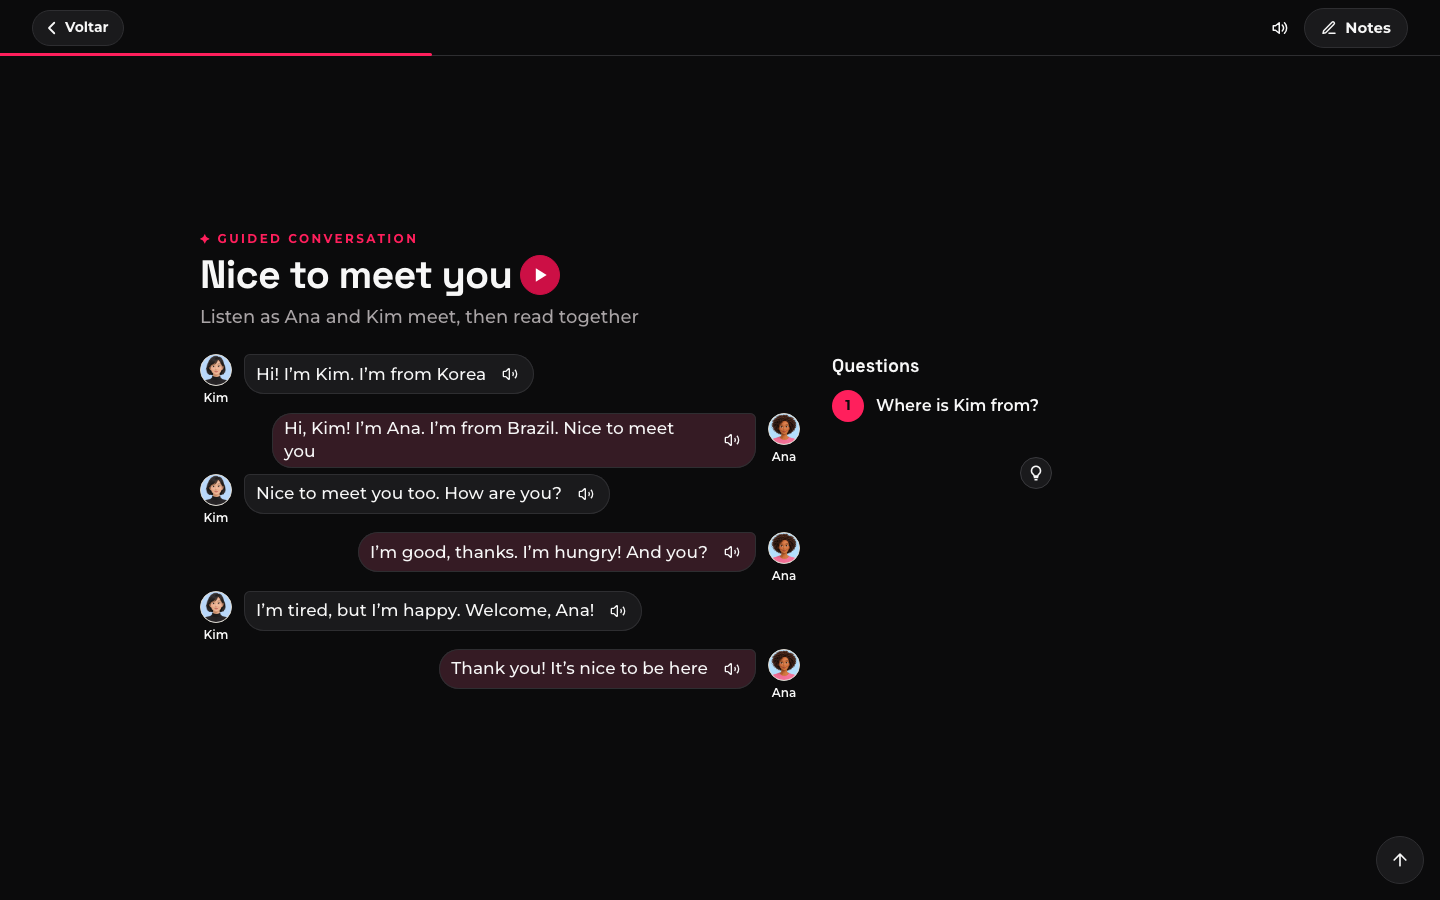 Voltar
Notes
GUIDED CONVERSATION
Nice to meet you
Listen as Ana and Kim meet, then read together
Hi! I’m Kim. I’m from Korea
Kim
Hi, Kim! I’m Ana. I’m from Brazil. Nice to meet
you
Ana
Nice to meet you too. How are you?
Kim
I’m good, thanks. I’m hungry! And you?
Ana
I’m tired, but I’m happy. Welcome, Ana!
Kim
Thank you! It’s nice to be here
Ana
Questions
1 Where is Kim from?